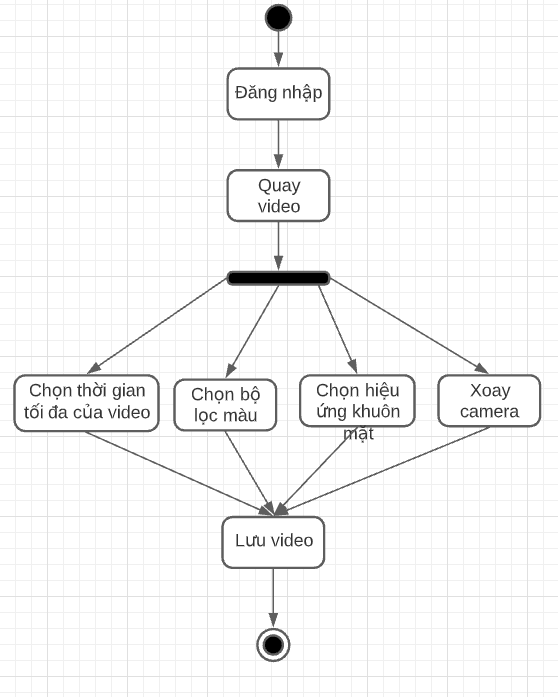 Đăng nhập
Quay
video
Chọn thời gian
tối đa của video
Chọn bộ
lọc màu
Chọn hiệu
ứng khuôn
mặt
Xoay
camera
Lưu video